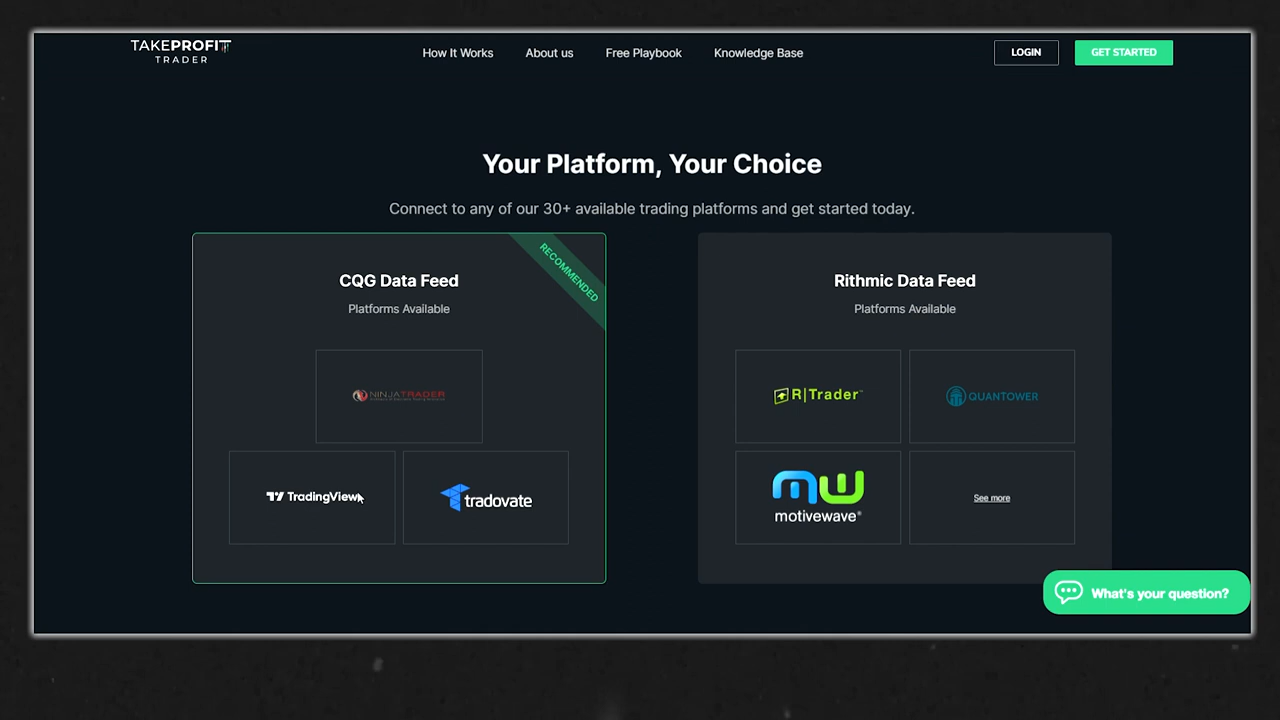 TAKEPROFIT
TRADER
How It Works
About us
Free Playbook
Knowledge Base
LOGIN
GET STARTED
Your Platform, Your Choice
Connect to any of our 30+ available trading platforms and get started today.
RECOMMENDED
CQG Data Feed
Platforms Available
NINJATRADER
TradingView
tradovate
Rithmic Data Feed
Platforms Available
R|Trader™
QUANTOWER
motivewave®
See more
What's your question?